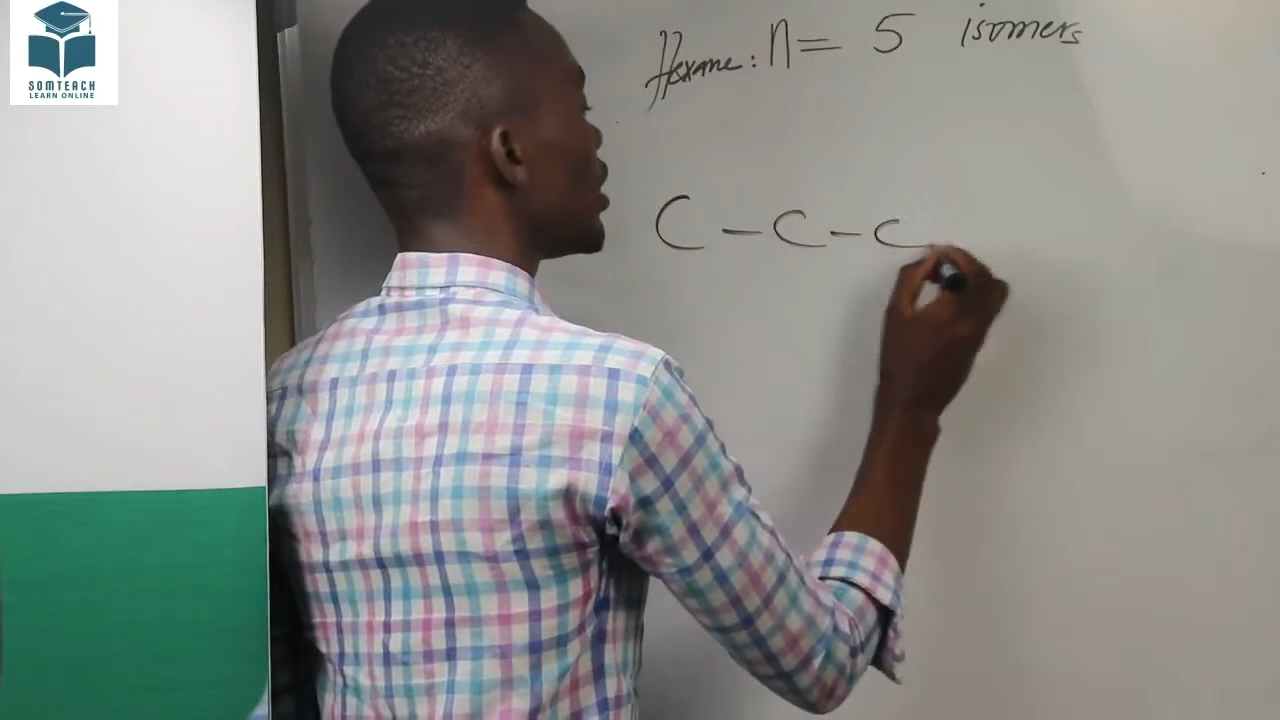 SOMTEACH
LEARN ONLINE
Hexane: n = 5 isomers
C – C – C